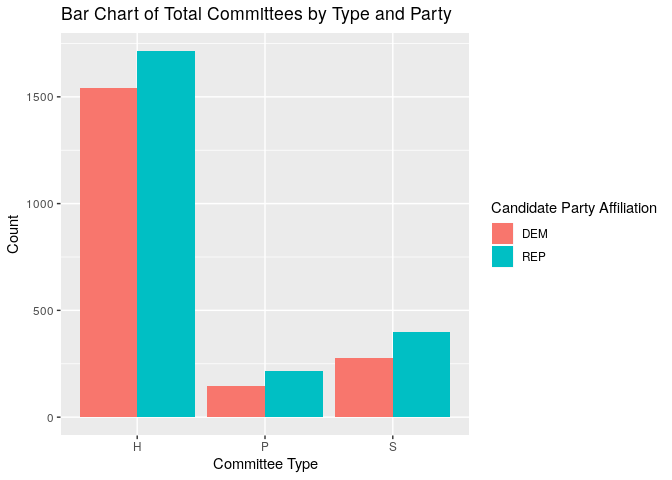 Bar Chart of Total Committees by Type and Party
Count
1500
1000
500
0
H P S
Committee Type
Candidate Party Affiliation
DEM
REP